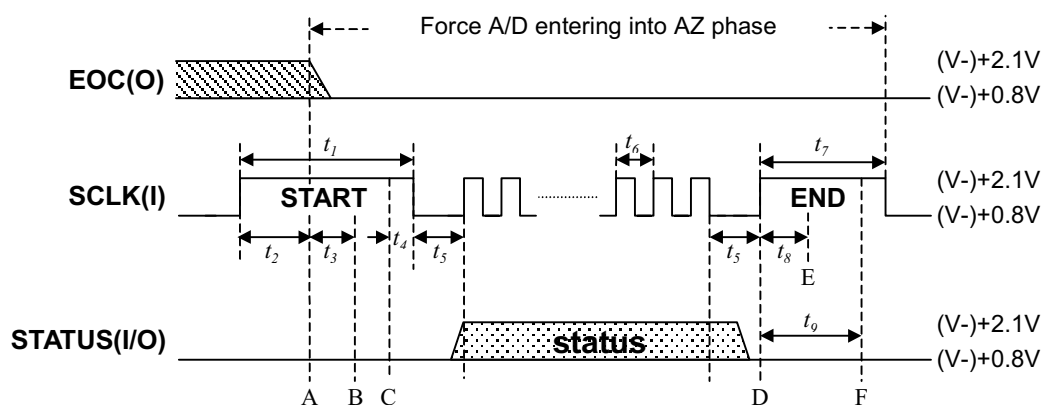 Force A/D entering into AZ phase
EOC(O)
(V-)+2.1V
(V-)+0.8V
t1
t6
t7
SCLK(I)
START
END
(V-)+2.1V
(V-)+0.8V
t2
t3
t4
t5
t5
t8
E
STATUS(I/O)
status
t9
(V-)+2.1V
(V-)+0.8V
A
B
C
D
F